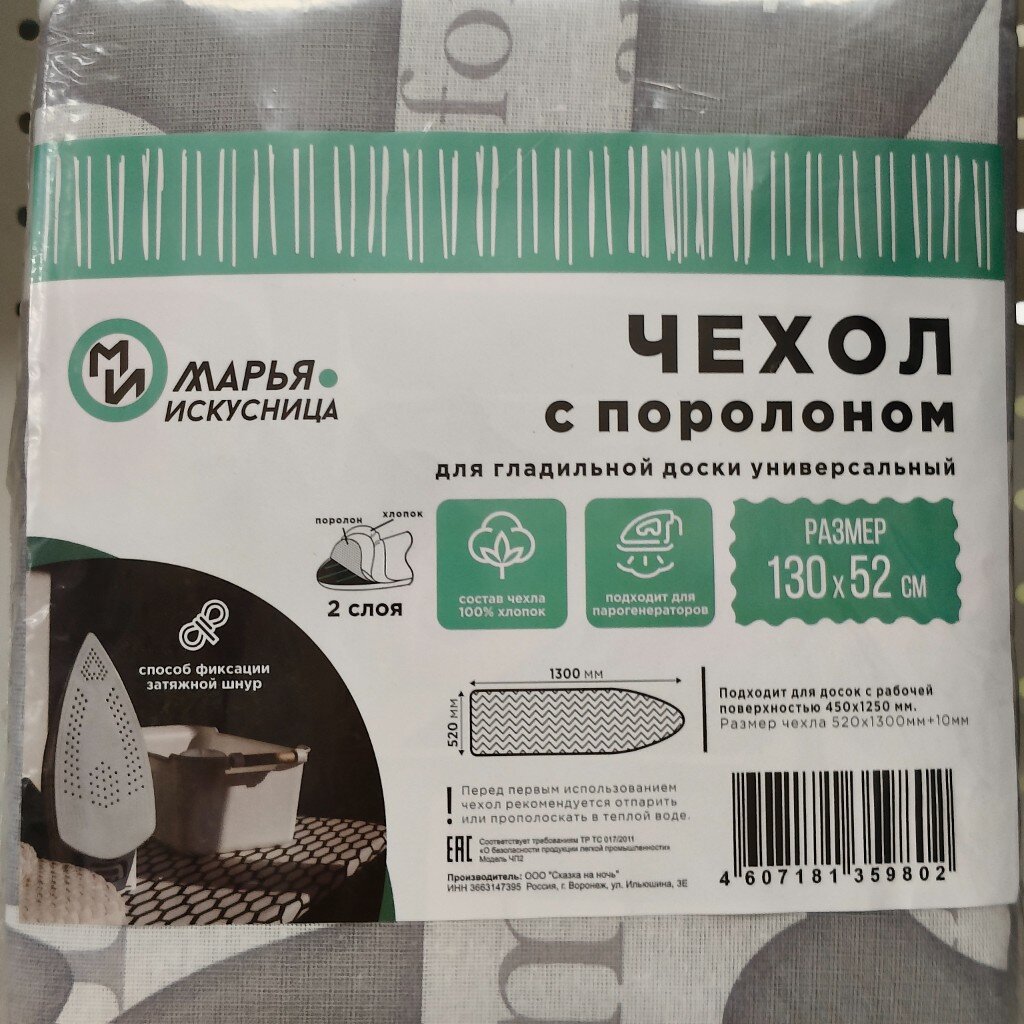 fo
МИ
МАРЬЯ
ИСКУСНИЦА
ЧЕХОЛ
с поролоном
для гладильной доски универсальный
поролон
хлопок
2 слоя
состав чехла
100% хлопок
подходит для
парогенераторов
РАЗМЕР
130 х 52 СМ
способ фиксации
затяжной шнур
1300 мм
520 мм
Подходит для досок с рабочей
поверхностью 450х1250 мм.
Размер чехла 520х1300мм+10мм
! Перед первым использованием
чехол рекомендуется отпарить
или прополоскать в теплой воде.
EAC
Соответствует требованиям ТР ТС 017/2011
«О безопасности продукции легкой промышленности»
Модель ЧП2
Производитель: ООО "Сказка на ночь"
ИНН 3663147395 Россия, г. Воронеж, ул. Ильюшина, 3Е
4 607181 359802